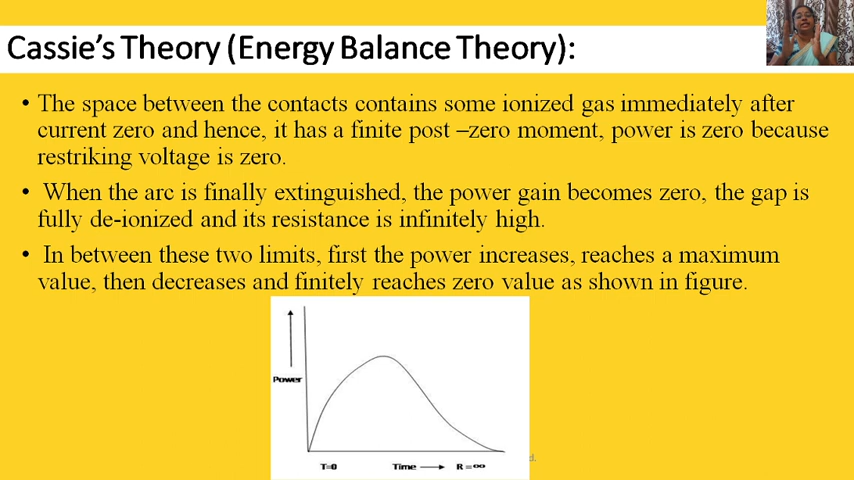 Cassie's Theory (Energy Balance Theory):
• The space between the contacts contains some ionized gas immediately after
current zero and hence, it has a finite post –zero moment, power is zero because
restriking voltage is zero.
• When the arc is finally extinguished, the power gain becomes zero, the gap is
fully de-ionized and its resistance is infinitely high.
• In between these two limits, first the power increases, reaches a maximum
value, then decreases and finitely reaches zero value as shown in figure.
Power
T=0 Time R = ∞
d.